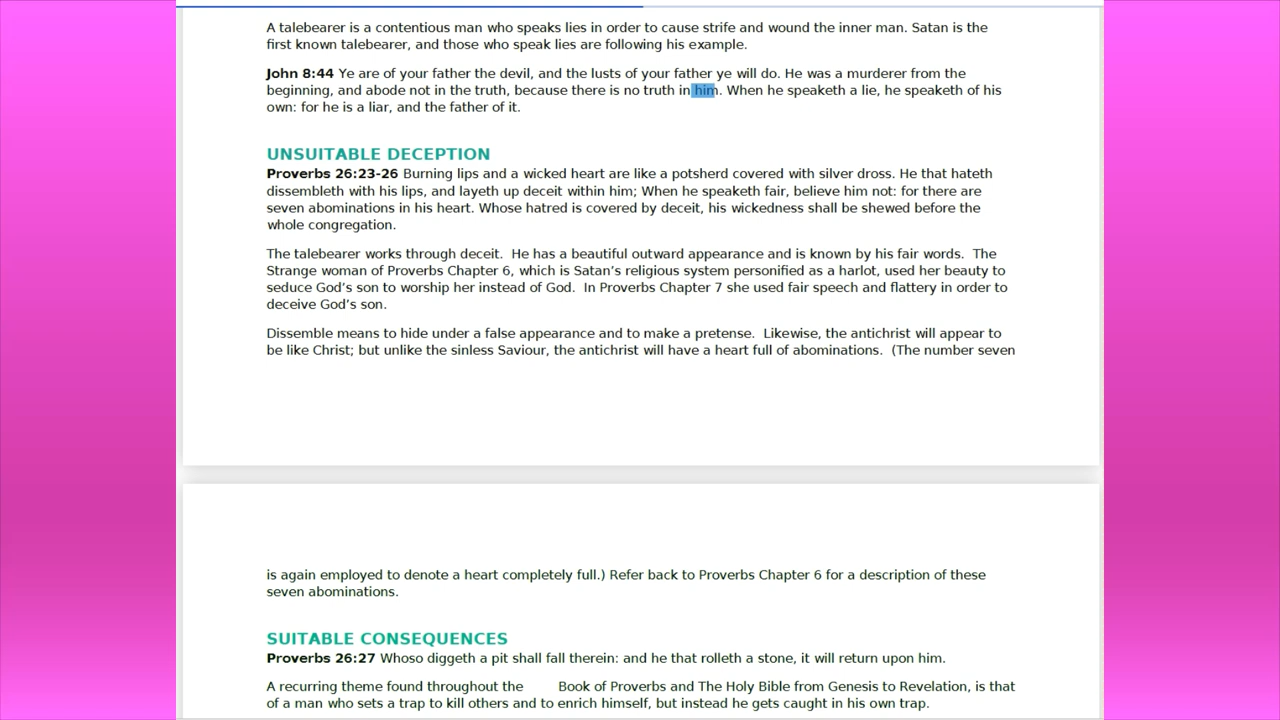 A talebearer is a contentious man who speaks lies in order to cause strife and wound the inner man. Satan is the
first known talebearer, and those who speak lies are following his example.
John 8:44 Ye are of your father the devil, and the lusts of your father ye will do. He was a murderer from the
beginning, and abode not in the truth, because there is no truth in him. When he speaketh a lie, he speaketh of his
own: for he is a liar, and the father of it.
UNSUITABLE DECEPTION
Proverbs 26:23-26 Burning lips and a wicked heart are like a potsherd covered with silver dross. He that hateth
dissembleth with his lips, and layeth up deceit within him; When he speaketh fair, believe him not: for there are
seven abominations in his heart. Whose hatred is covered by deceit, his wickedness shall be shewed before the
whole congregation.
The talebearer works through deceit.  He has a beautiful outward appearance and is known by his fair words.  The
Strange woman of Proverbs Chapter 6, which is Satan’s religious system personified as a harlot, used her beauty to
seduce God’s son to worship her instead of God.  In Proverbs Chapter 7 she used fair speech and flattery in order to
deceive God’s son.
Dissemble means to hide under a false appearance and to make a pretense.  Likewise, the antichrist will appear to
be like Christ; but unlike the sinless Saviour, the antichrist will have a heart full of abominations.  (The number seven
is again employed to denote a heart completely full.) Refer back to Proverbs Chapter 6 for a description of these
seven abominations.
SUITABLE CONSEQUENCES
Proverbs 26:27 Whoso diggeth a pit shall fall therein: and he that rolleth a stone, it will return upon him.
A recurring theme found throughout the Book of Proverbs and The Holy Bible from Genesis to Revelation, is that
of a man who sets a trap to kill others and to enrich himself, but instead he gets caught in his own trap.